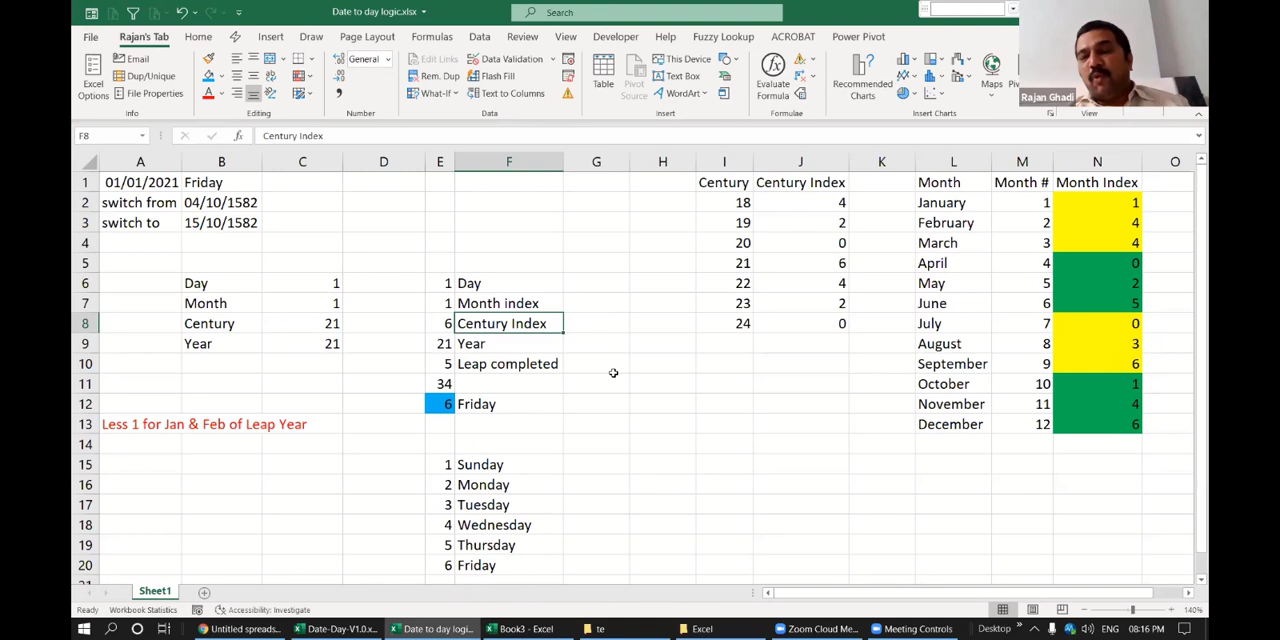 Date to day logic.xlsx
Search
File Rajan's Tab Home Insert Draw Page Layout Formulas Data Review View Developer Help Fuzzy Lookup ACROBAT Power Pivot
Excel Options
Email
Dup/Unique
File Properties
Info
Editing
General
Number
Edit Links
Rem. Dup
What-If
Data Validation
Flash Fill
Text to Columns
Data
Table
Pivot Source
This Device
Text Box
WordArt
Insert
Evaluate Formula
Formulae
Recommended Charts
Insert Charts
Maps
View
Rajan Ghadi
F8 fx Century Index
A B C D E F G H I J K L M N O
1 01/01/2021 Friday Century Century Index Month Month # Month Index
2 switch from 04/10/1582 18 4 January 1 1
3 switch to 15/10/1582 19 2 February 2 4
4 20 0 March 3 4
5 21 6 April 4 0
6 Day 1 1 Day 22 4 May 5 2
7 Month 1 1 Month index 23 2 June 6 5
8 Century 21 6 Century Index 24 0 July 7 0
9 Year 21 21 Year August 8 3
10 5 Leap completed September 9 6
11 34 October 10 1
12 6 Friday November 11 4
13 Less 1 for Jan & Feb of Leap Year December 12 6
14
15 1 Sunday
16 2 Monday
17 3 Tuesday
18 4 Wednesday
19 5 Thursday
20 6 Friday
Sheet1
Ready Workbook Statistics Accessibility: Investigate 140%
Untitled spreads... Date-Day-V1.0.x... Date to day logi... Book3 - Excel te Excel Zoom Cloud Me... Meeting Controls Desktop ENG 08:16 PM